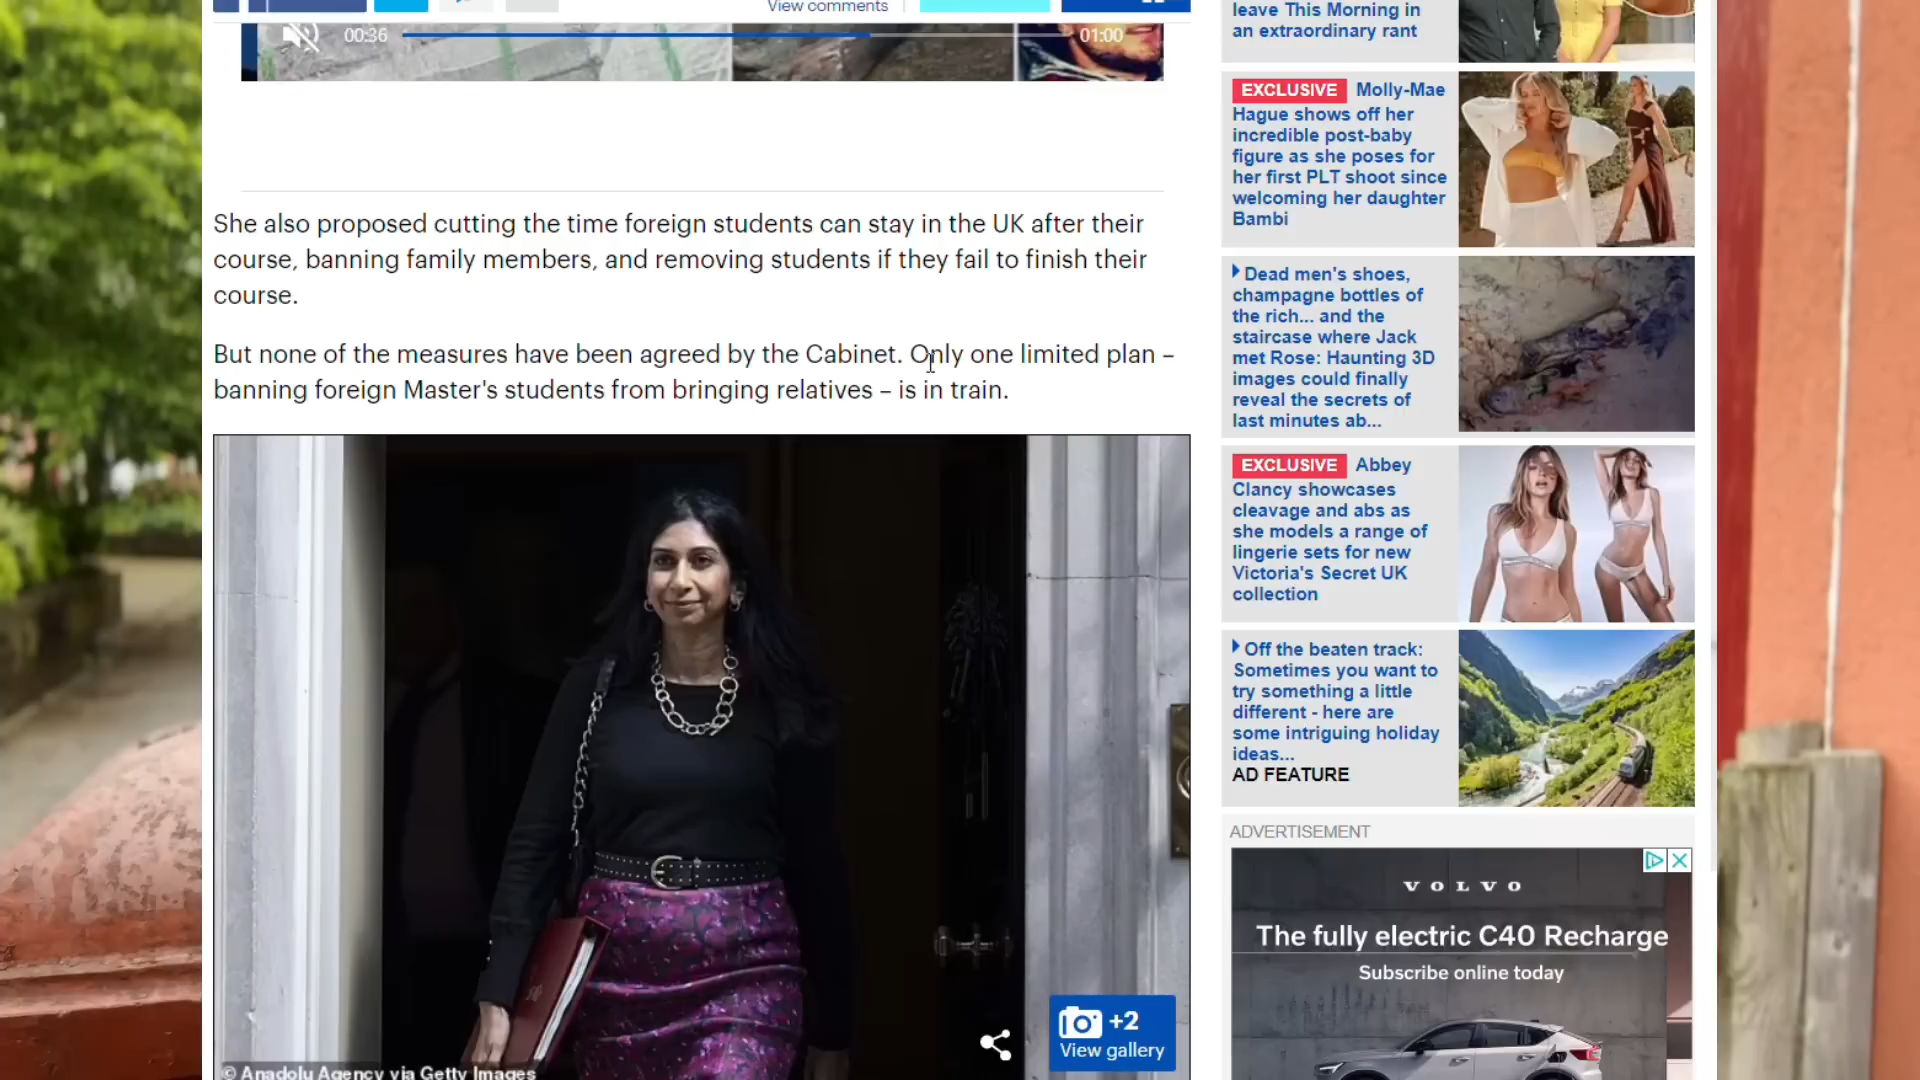 View comments
00:36
01:00
She also proposed cutting the time foreign students can stay in the UK after their
course, banning family members, and removing students if they fail to finish their
course.
But none of the measures have been agreed by the Cabinet. Only one limited plan –
banning foreign Master's students from bringing relatives – is in train.
+2
View gallery
© Anadolu Agency via Getty Images
leave This Morning in
an extraordinary rant
EXCLUSIVE Molly-Mae
Hague shows off her
incredible post-baby
figure as she poses for
her first PLT shoot since
welcoming her daughter
Bambi
Dead men's shoes,
champagne bottles of
the rich... and the
staircase where Jack
met Rose: Haunting 3D
images could finally
reveal the secrets of
last minutes ab...
EXCLUSIVE Abbey
Clancy showcases
cleavage and abs as
she models a range of
lingerie sets for new
Victoria's Secret UK
collection
Off the beaten track:
Sometimes you want to
try something a little
different - here are
some intriguing holiday
ideas...
AD FEATURE
ADVERTISEMENT
VOLVO
The fully electric C40 Recharge
Subscribe online today